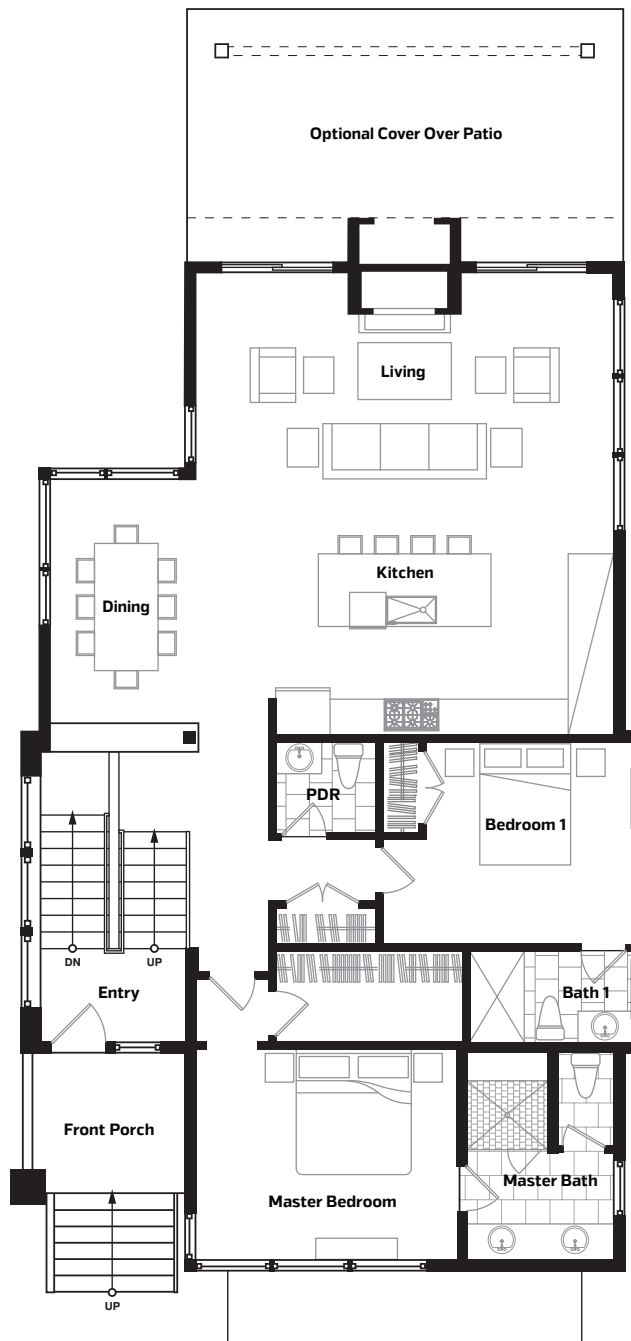 Optional Cover Over Patio
Living
Kitchen
Dining
PDR
Bedroom 1
DN
UP
Entry
Bath 1
Front Porch
Master Bath
Master Bedroom
UP